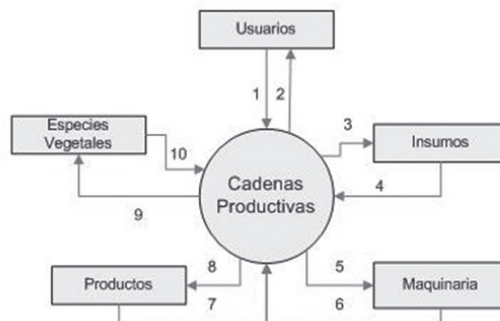 Usuarios
1
2
Especies
Vegetales
10
3
Insumos
4
Cadenas
Productivas
9
8
5
Productos
7
6
Maquinaria